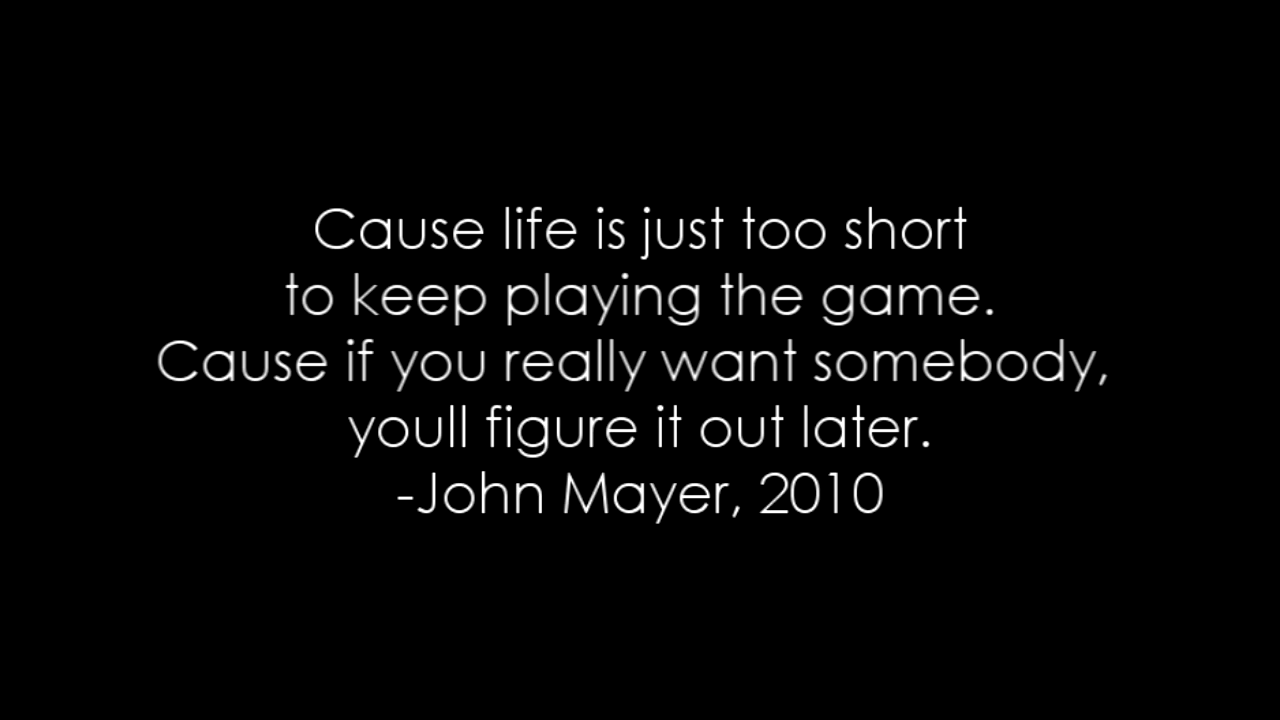 Cause life is just too short
to keep playing the game.
Cause if you really want somebody,
youll figure it out later.
-John Mayer, 2010